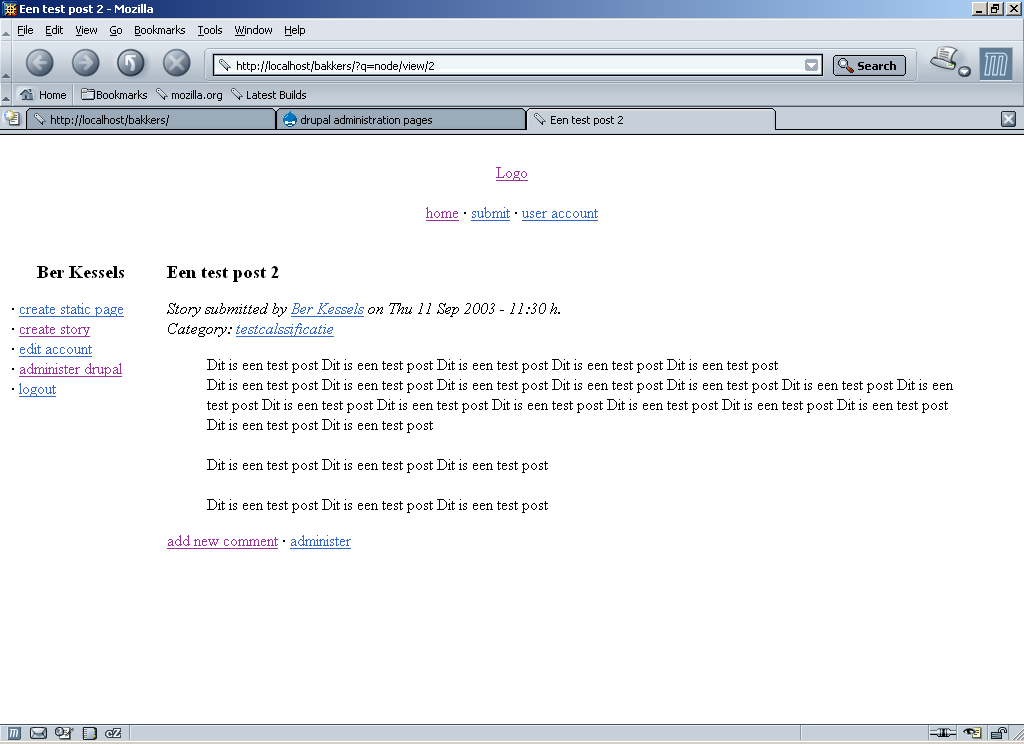 Een test post 2 - Mozilla
File Edit View Go Bookmarks Tools Window Help
http://localhost/bakkers/?q=node/view/2 Search
Home Bookmarks mozilla.org Latest Builds
http://localhost/bakkers/ drupal administration pages Een test post 2
Logo
home · submit · user account
Ber Kessels
· create static page
· create story
· edit account
· administer drupal
· logout
Een test post 2
Story submitted by Ber Kessels on Thu 11 Sep 2003 - 11:30 h.
Category: testcalssificatie
Dit is een test post Dit is een test post Dit is een test post Dit is een test post Dit is een test post
Dit is een test post Dit is een test post Dit is een test post Dit is een test post Dit is een test post Dit is een test post Dit is een
test post Dit is een test post Dit is een test post Dit is een test post Dit is een test post Dit is een test post Dit is een test post
Dit is een test post Dit is een test post
Dit is een test post Dit is een test post Dit is een test post
Dit is een test post Dit is een test post Dit is een test post
add new comment · administer